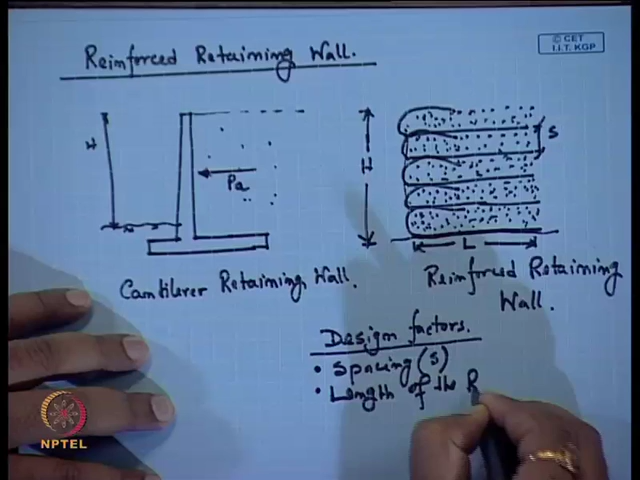 Reinforced Retaining Wall.
© CET
I.I.T. KGP
H
Pa
H
S
L
Cantilever Retaining Wall.
Reinforced Retaining
Wall.
Design factors.
• Spacing (S)
• Length of the R
NPTEL